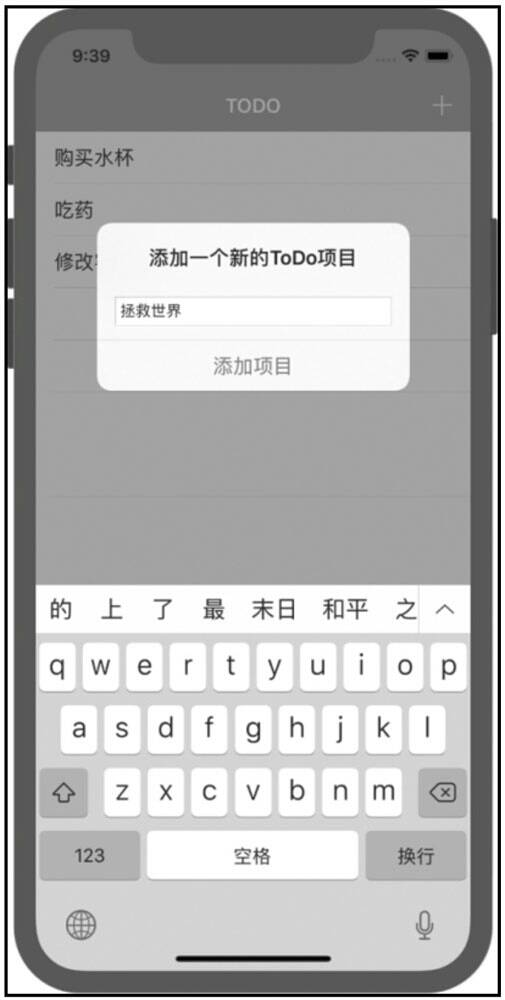 9:39
TODO
购买水杯
吃药
修改
添加一个新的ToDo项目
拯救世界
添加项目
的 上 了 最 末日 和平 之
q w e r t y u i o p
a s d f g h j k l
z x c v b n m
123 空格 换行